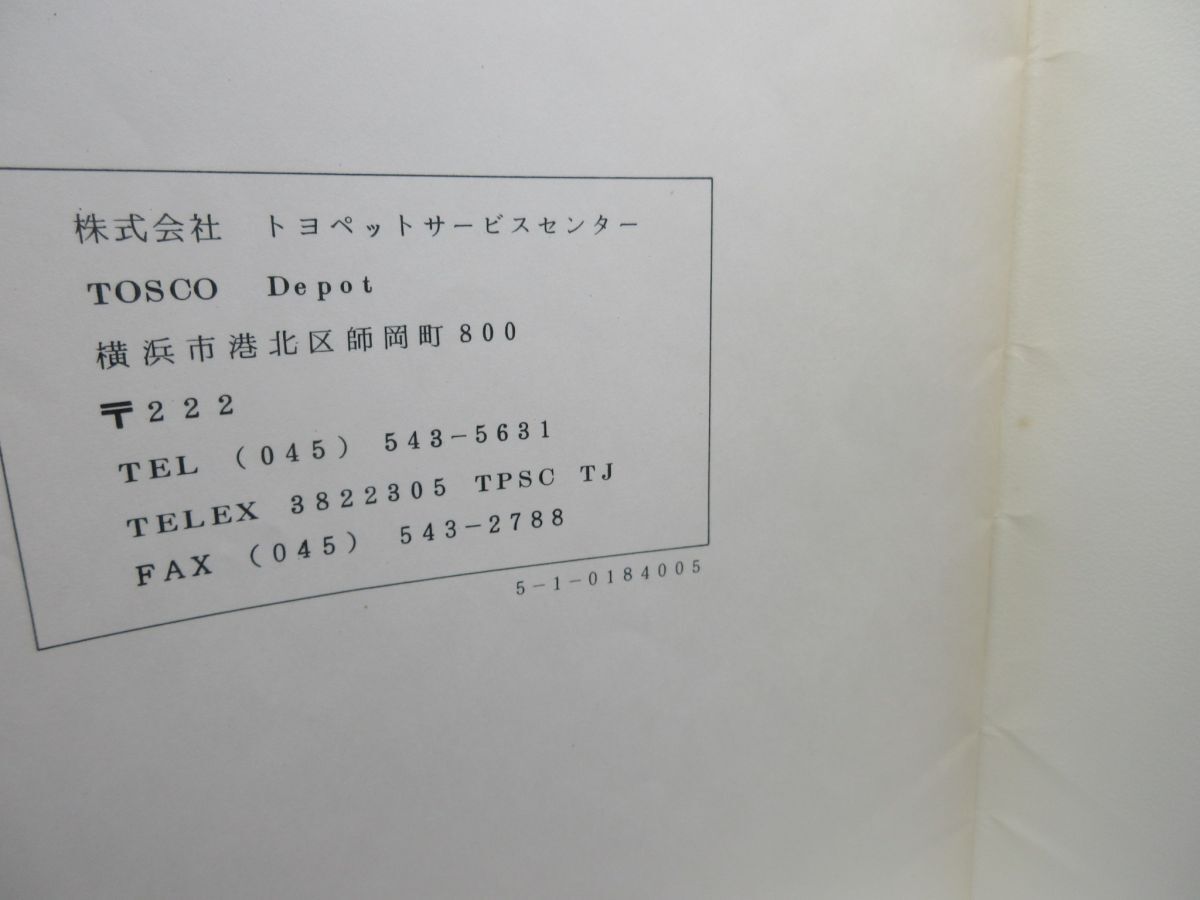 株式会社 トヨペットサービスセンター
TOSCO Depot
横浜市港北区師岡町800
〒222
TEL (045) 543-5631
TELEX 3822305 TPSC TJ
FAX (045) 543-2788
5-1-0184005